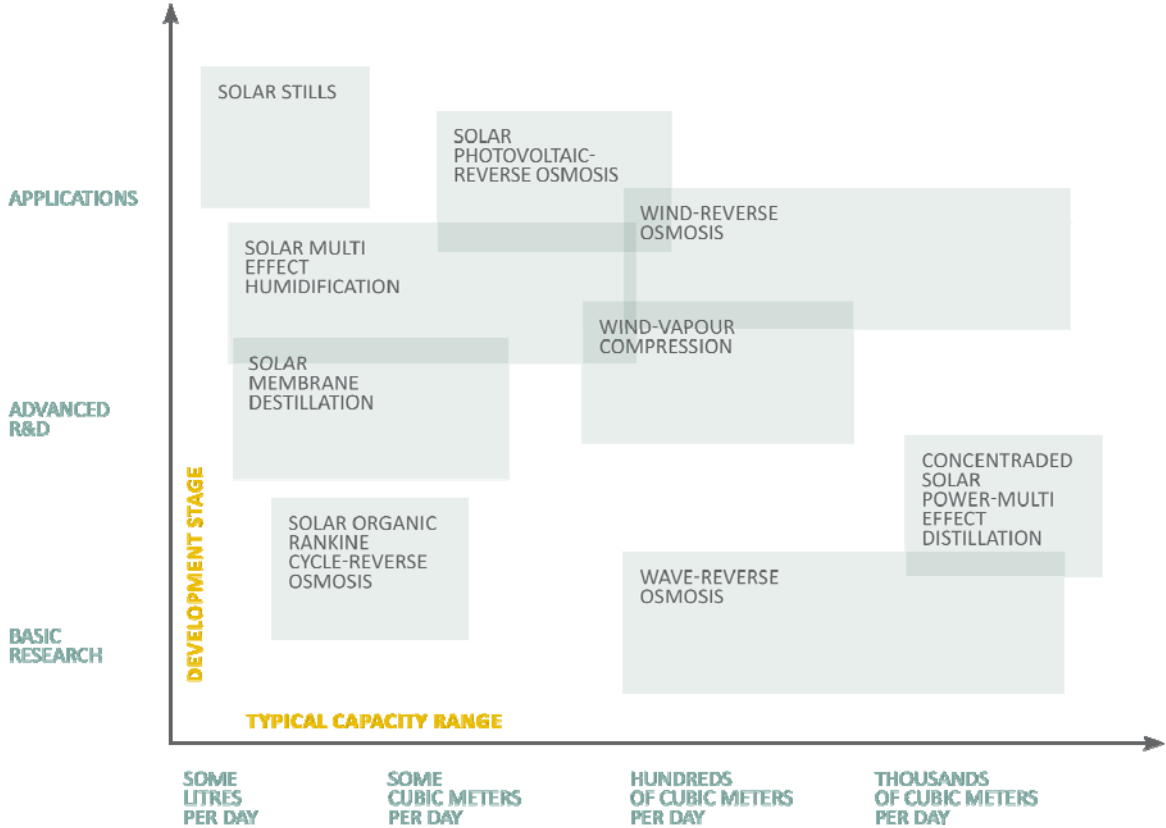 SOLAR STILLS
SOLAR
PHOTOVOLTAIC-
REVERSE OSMOSIS
APPLICATIONS
WIND-REVERSE
OSMOSIS
SOLAR MULTI
EFFECT
HUMIDIFICATION
WIND-VAPOUR
COMPRESSION
SOLAR
MEMBRANE
DESTILLATION
ADVANCED
R&D
CONCENTRADED
SOLAR
POWER-MULTI
EFFECT
DISTILLATION
DEVELOPMENT STAGE
SOLAR ORGANIC
RANKINE
CYCLE-REVERSE
OSMOSIS
WAVE-REVERSE
OSMOSIS
BASIC
RESEARCH
TYPICAL CAPACITY RANGE
SOME
LITRES
PER DAY
SOME
CUBIC METERS
PER DAY
HUNDREDS
OF CUBIC METERS
PER DAY
THOUSANDS
OF CUBIC METERS
PER DAY